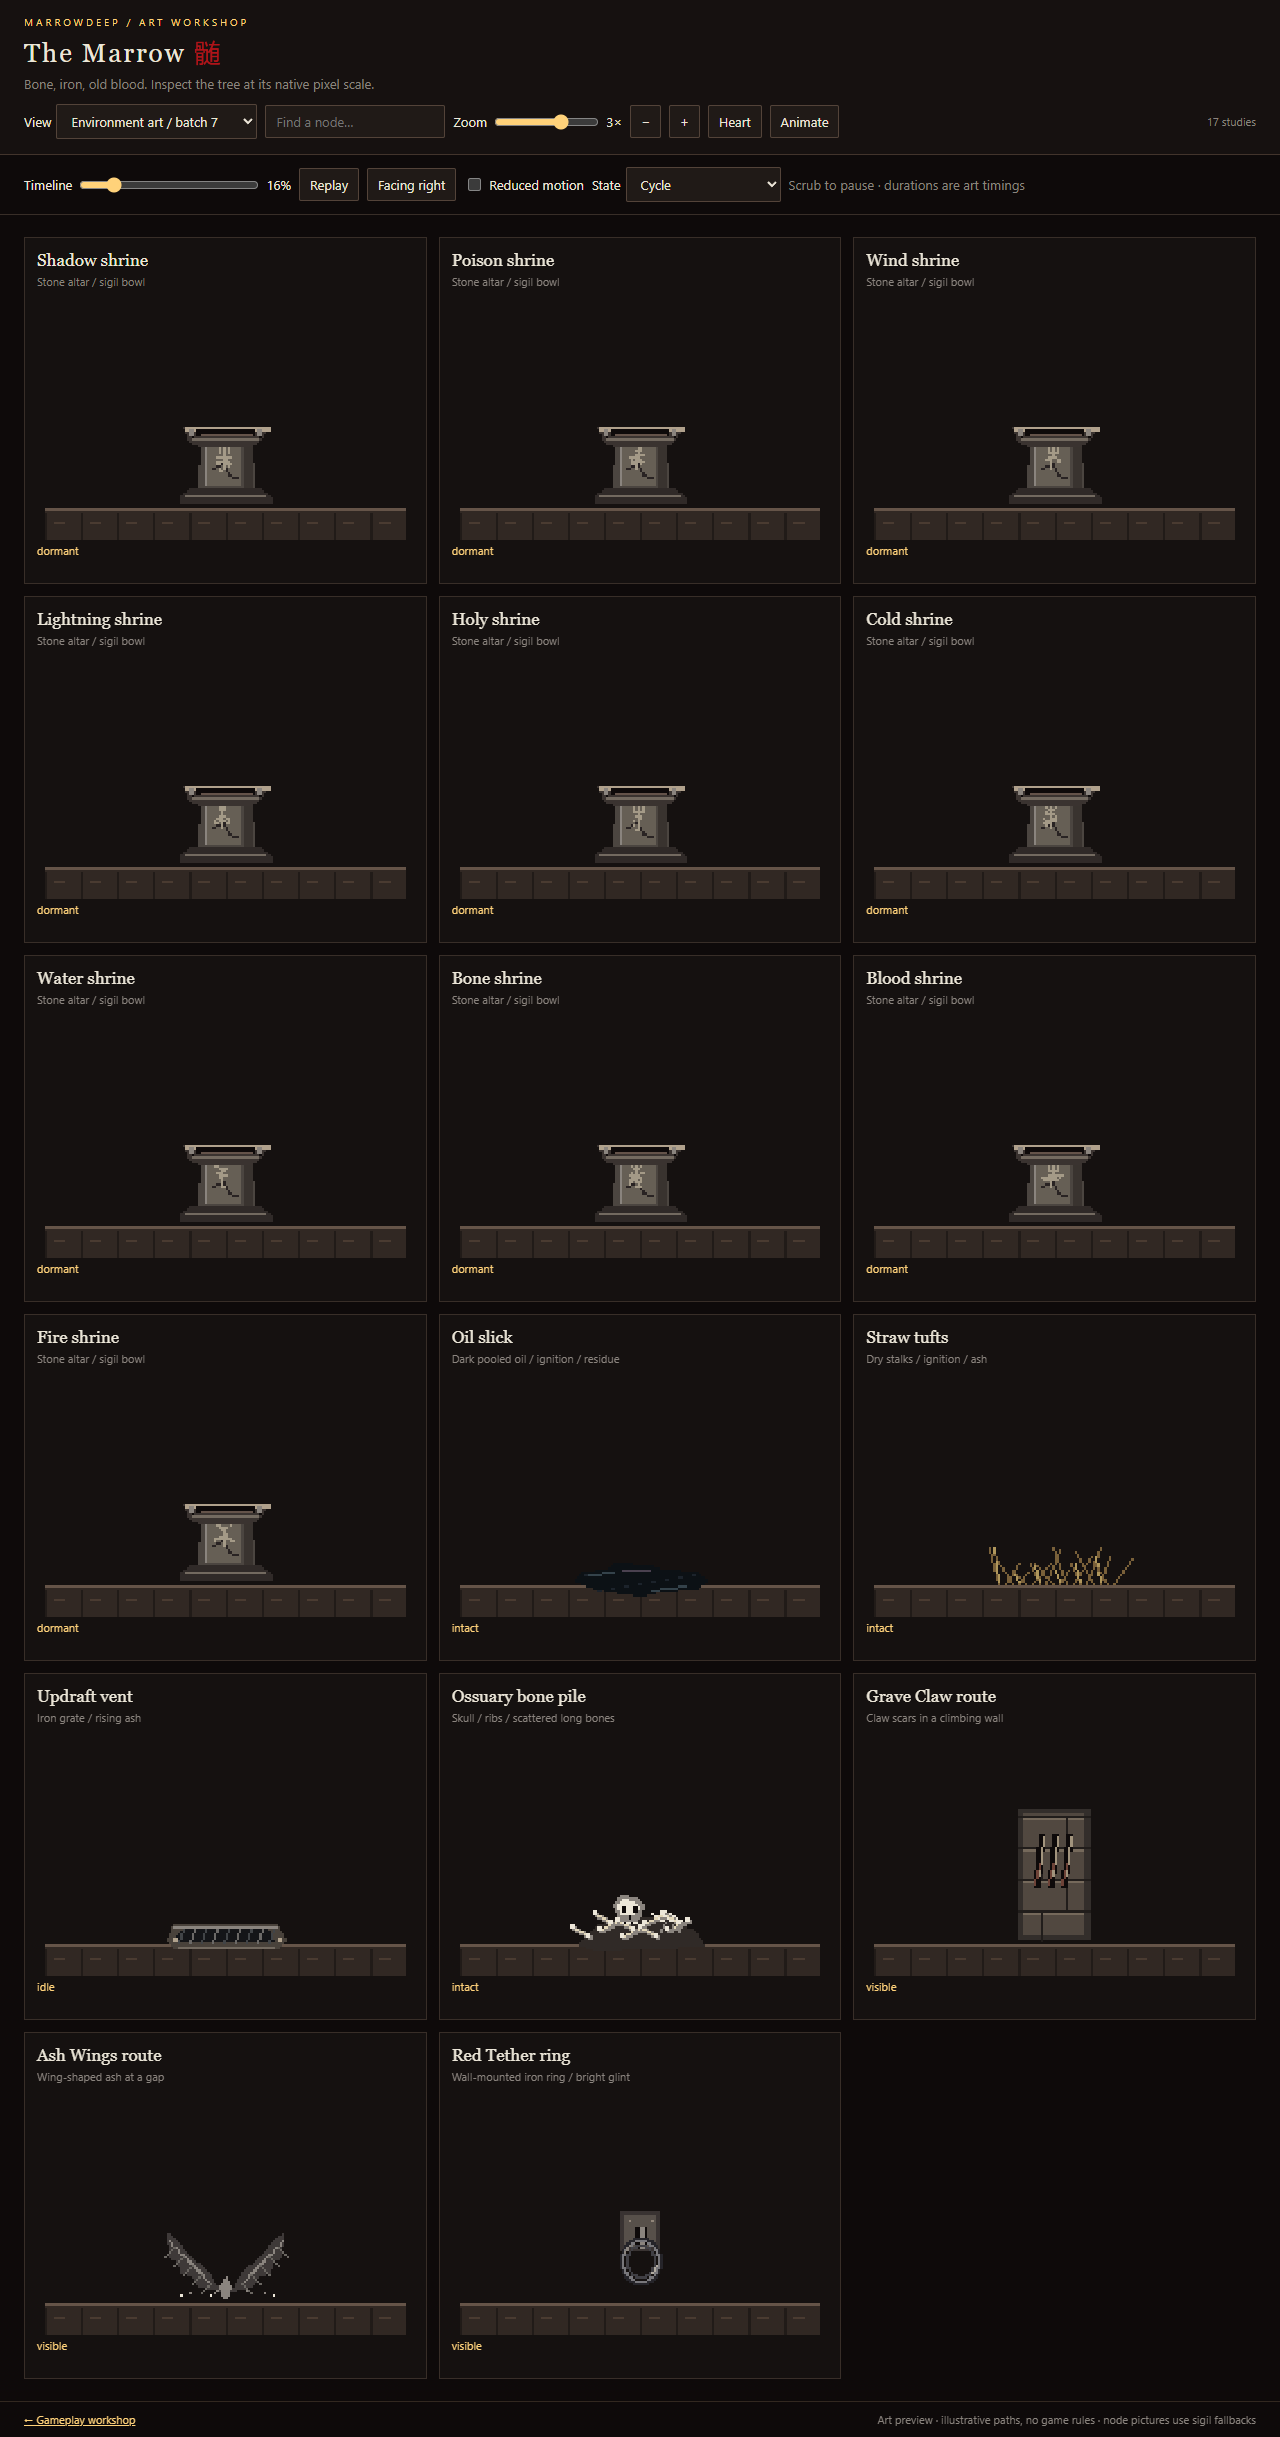 MARROWDEEP / ART WORKSHOP
The Marrow 髄
Bone, iron, old blood. Inspect the tree at its native pixel scale.
View Environment art / batch 7 Find a node... Zoom 3× − + Heart Animate 17 studies
Timeline 16% Replay Facing right Reduced motion State Cycle Scrub to pause · durations are art timings
Shadow shrine
Stone altar / sigil bowl
dormant
Poison shrine
Stone altar / sigil bowl
dormant
Wind shrine
Stone altar / sigil bowl
dormant
Lightning shrine
Stone altar / sigil bowl
dormant
Holy shrine
Stone altar / sigil bowl
dormant
Cold shrine
Stone altar / sigil bowl
dormant
Water shrine
Stone altar / sigil bowl
dormant
Bone shrine
Stone altar / sigil bowl
dormant
Blood shrine
Stone altar / sigil bowl
dormant
Fire shrine
Stone altar / sigil bowl
dormant
Oil slick
Dark pooled oil / ignition / residue
intact
Straw tufts
Dry stalks / ignition / ash
intact
Updraft vent
Iron grate / rising ash
idle
Ossuary bone pile
Skull / ribs / scattered long bones
intact
Grave Claw route
Claw scars in a climbing wall
visible
Ash Wings route
Wing-shaped ash at a gap
visible
Red Tether ring
Wall-mounted iron ring / bright glint
visible
← Gameplay workshop
Art preview · illustrative paths, no game rules · node pictures use sigil fallbacks